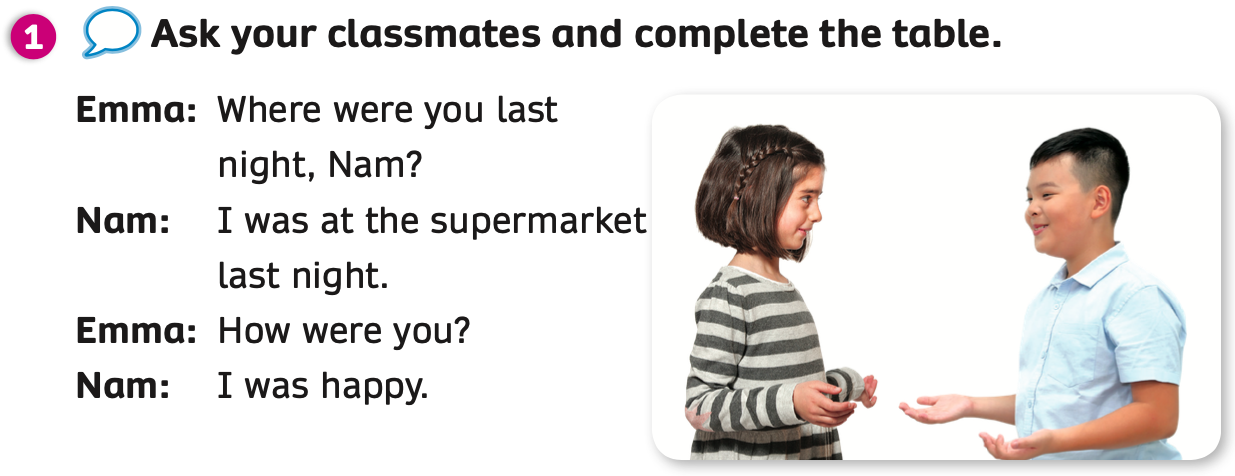 1 Ask your classmates and complete the table.
Emma: Where were you last
night, Nam?
Nam: I was at the supermarket
last night.
Emma: How were you?
Nam: I was happy.